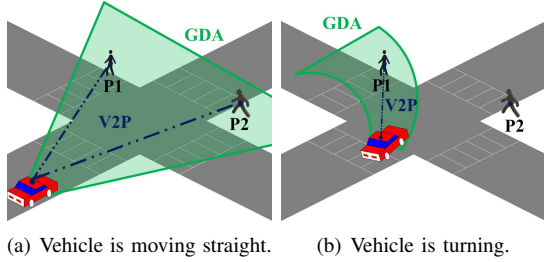 GDA
P1
V2P
P2
GDA
P1
V2P
P2
(a) Vehicle is moving straight.
(b) Vehicle is turning.